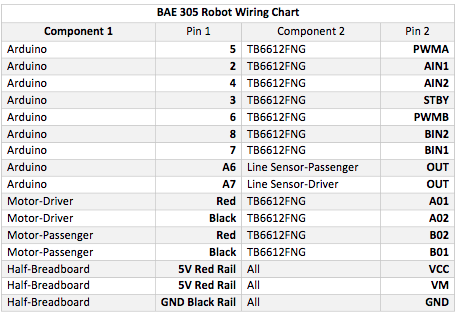 BAE 305 Robot Wiring Chart
Component 1 Pin 1 Component 2 Pin 2
Arduino 5 TB6612FNG PWMA
Arduino 2 TB6612FNG AIN1
Arduino 4 TB6612FNG AIN2
Arduino 3 TB6612FNG STBY
Arduino 6 TB6612FNG PWMB
Arduino 8 TB6612FNG BIN2
Arduino 7 TB6612FNG BIN1
Arduino A6 Line Sensor-Passenger OUT
Arduino A7 Line Sensor-Driver OUT
Motor-Driver Red TB6612FNG A01
Motor-Driver Black TB6612FNG A02
Motor-Passenger Red TB6612FNG B02
Motor-Passenger Black TB6612FNG B01
Half-Breadboard 5V Red Rail All VCC
Half-Breadboard 5V Red Rail All VM
Half-Breadboard GND Black Rail All GND